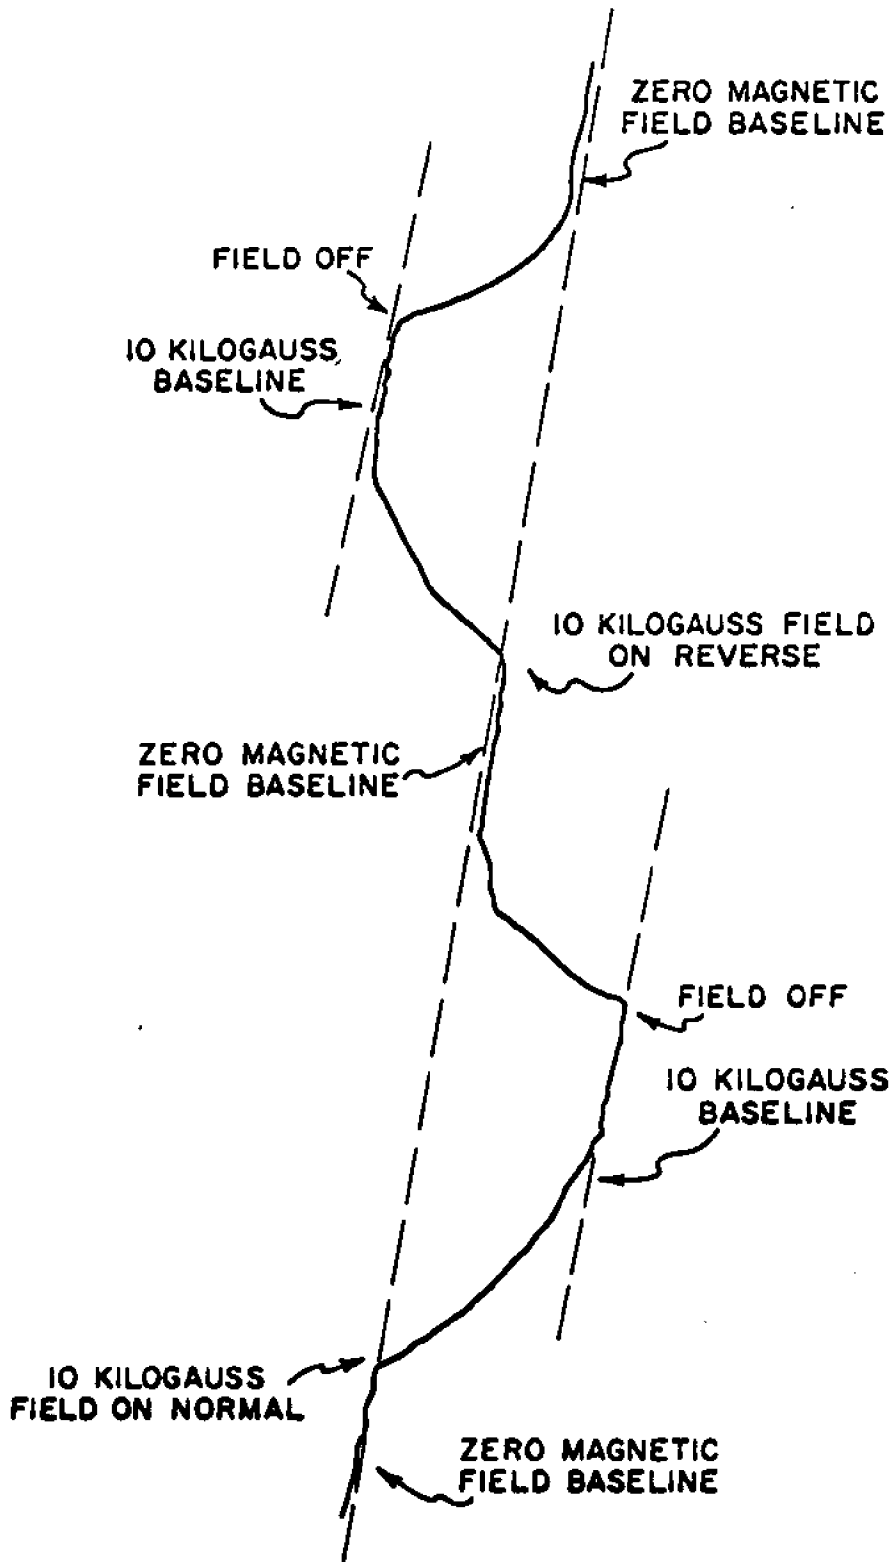 ZERO MAGNETIC
FIELD BASELINE
FIELD OFF
10 KILOGAUSS
BASELINE
10 KILOGAUSS FIELD
ON REVERSE
ZERO MAGNETIC
FIELD BASELINE
FIELD OFF
10 KILOGAUSS
BASELINE
10 KILOGAUSS
FIELD ON NORMAL
ZERO MAGNETIC
FIELD BASELINE